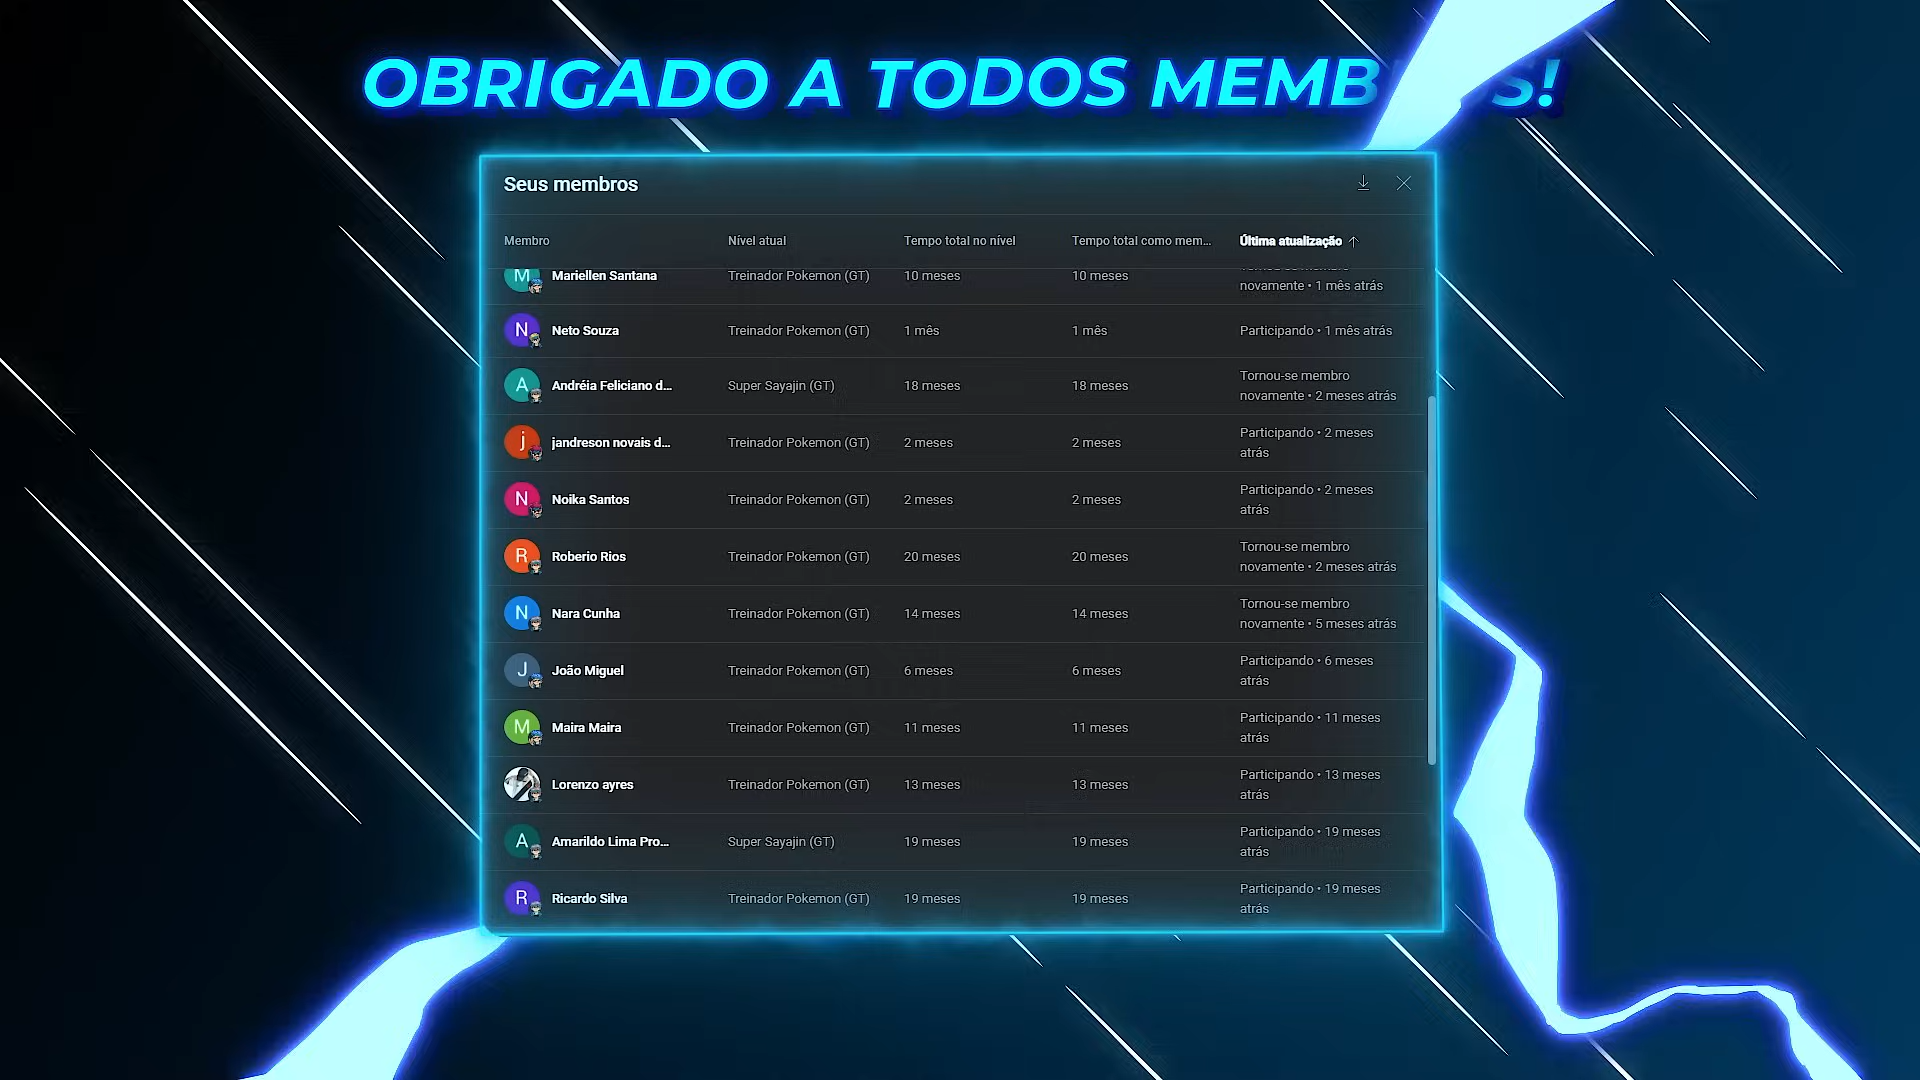 OBRIGADO A TODOS MEMB S!
Seus membros
Membro Nível atual Tempo total no nível Tempo total como mem... Última atualização
M Mariellen Santana Treinador Pokemon (GT) 10 meses 10 meses
novamente • 1 mês atrás
N Neto Souza Treinador Pokemon (GT) 1 mês 1 mês Participando • 1 mês atrás
A Andréia Feliciano d... Super Sayajin (GT) 18 meses 18 meses Tornou-se membro
novamente • 2 meses atrás
j jandreson novais d... Treinador Pokemon (GT) 2 meses 2 meses Participando • 2 meses
atrás
N Noika Santos Treinador Pokemon (GT) 2 meses 2 meses Participando • 2 meses
atrás
R Roberio Rios Treinador Pokemon (GT) 20 meses 20 meses Tornou-se membro
novamente • 2 meses atrás
N Nara Cunha Treinador Pokemon (GT) 14 meses 14 meses Tornou-se membro
novamente • 5 meses atrás
J João Miguel Treinador Pokemon (GT) 6 meses 6 meses Participando • 6 meses
atrás
M Maira Maira Treinador Pokemon (GT) 11 meses 11 meses Participando • 11 meses
atrás
Lorenzo ayres Treinador Pokemon (GT) 13 meses 13 meses Participando • 13 meses
atrás
A Amarildo Lima Pro... Super Sayajin (GT) 19 meses 19 meses Participando • 19 meses
atrás
R Ricardo Silva Treinador Pokemon (GT) 19 meses 19 meses Participando • 19 meses
atrás